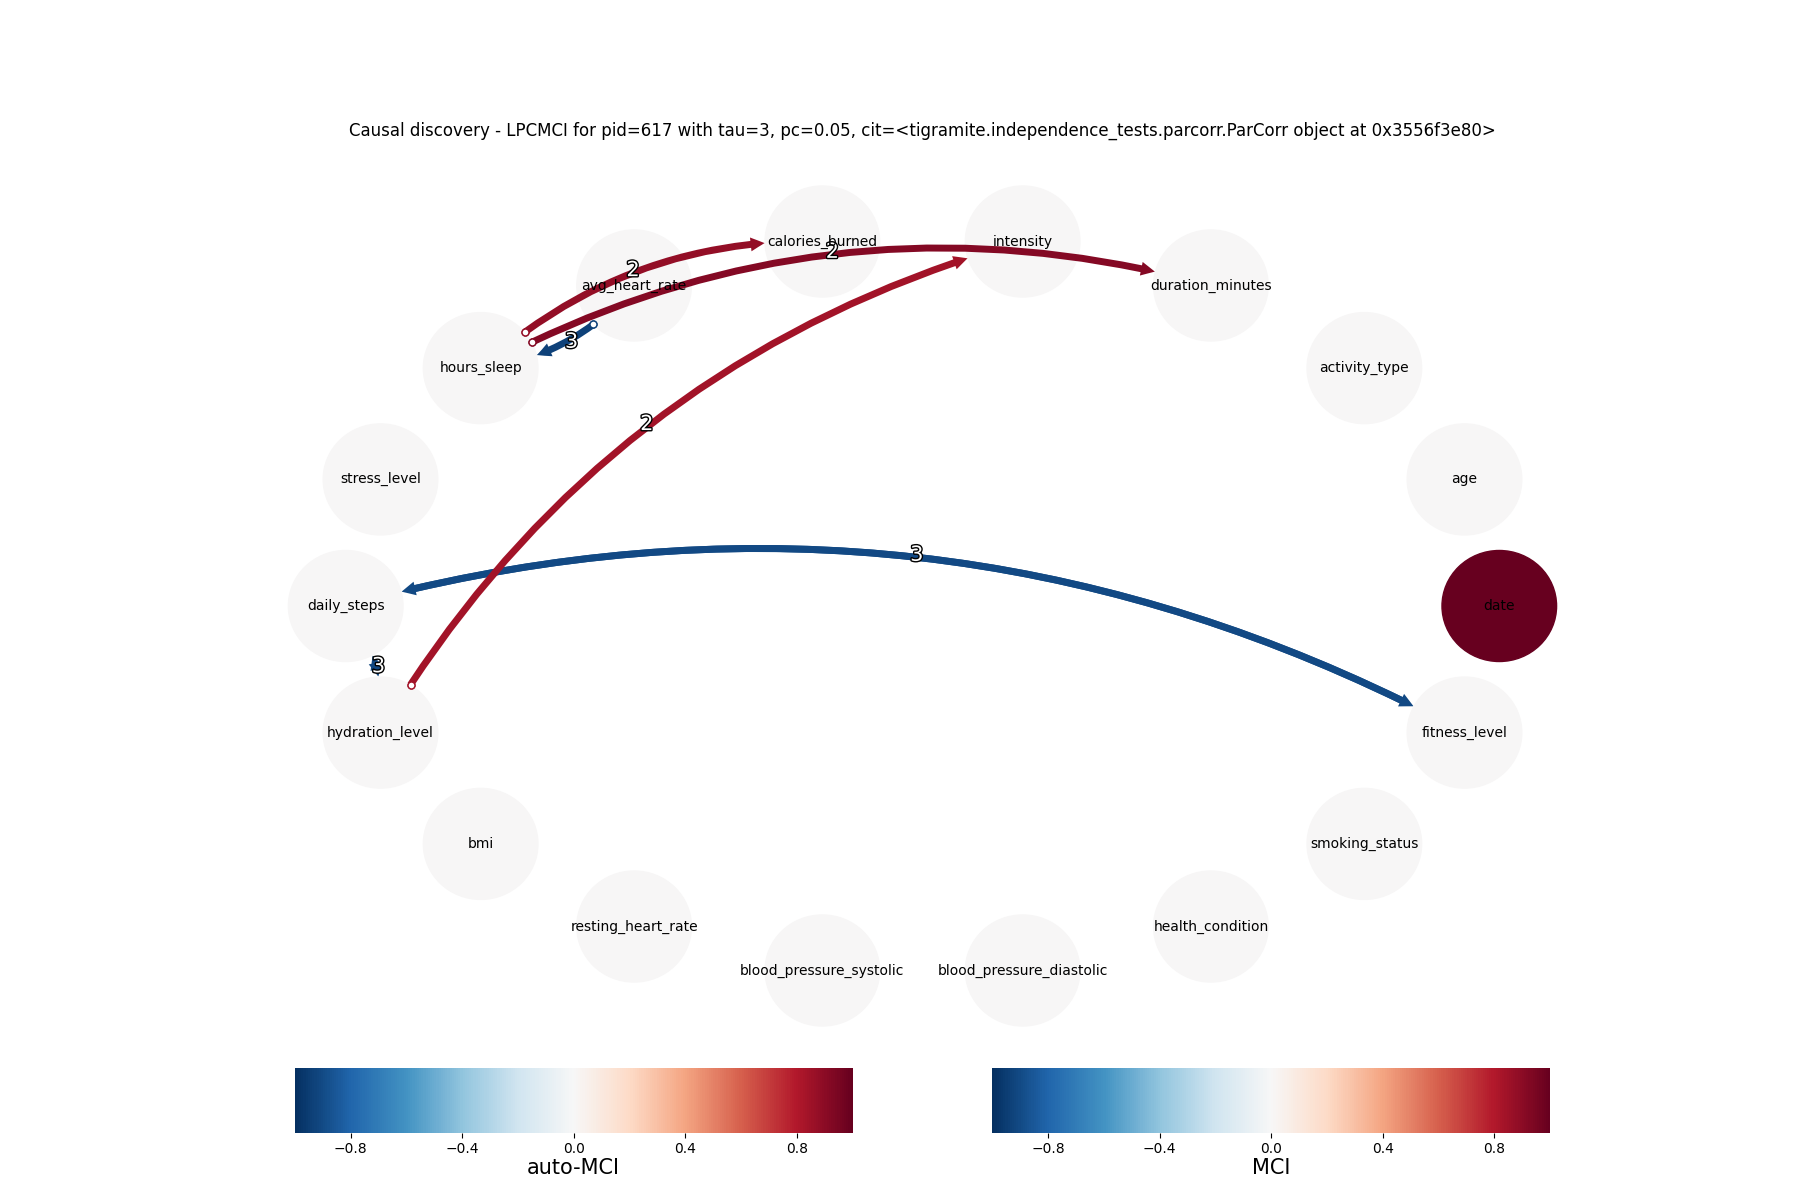 Causal discovery - LPCMCI for pid=617 with tau=3, pc=0.05, cit=<tigramite.independence_tests.parcorr.ParCorr object at 0x3556f3e80>
calories_burned
intensity
2
2
avg_heart_rate
duration_minutes
3
hours_sleep
activity_type
2
stress_level
age
3
daily_steps
date
3
hydration_level
fitness_level
bmi
smoking_status
resting_heart_rate
health_condition
blood_pressure_systolic
blood_pressure_diastolic
−0.8 −0.4 0.0 0.4 0.8
auto-MCI
−0.8 −0.4 0.0 0.4 0.8
MCI